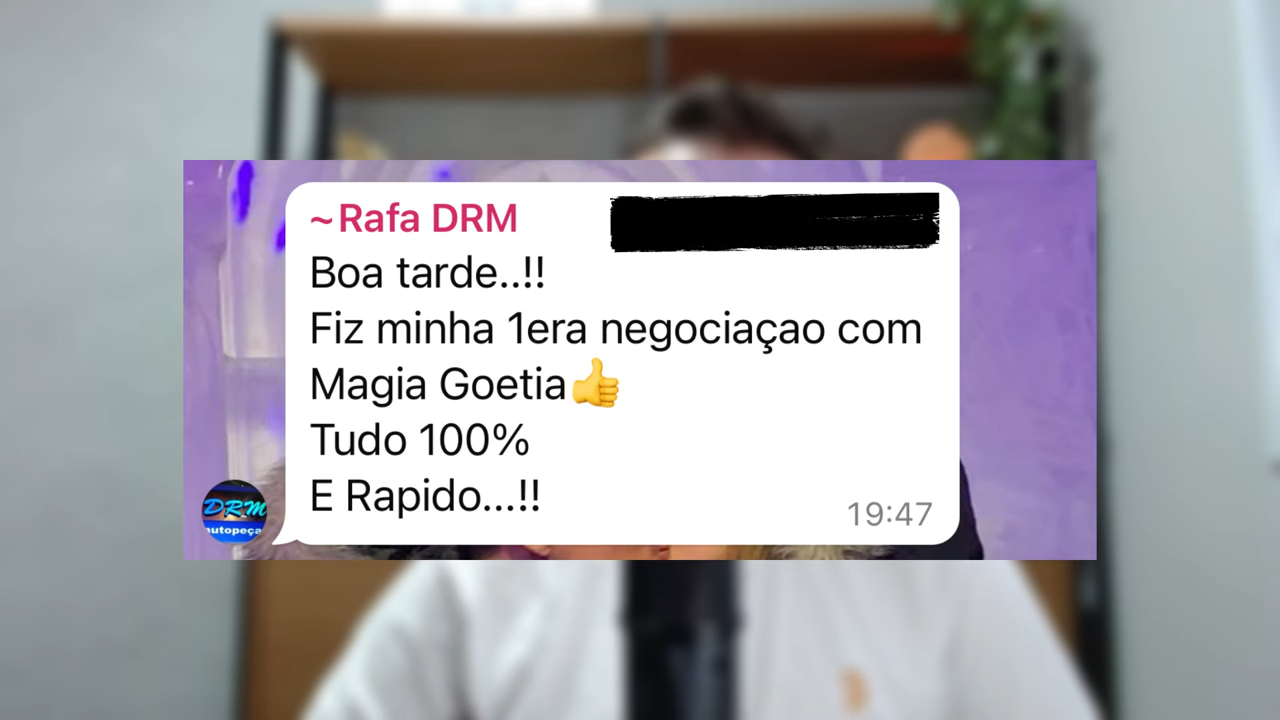 ~Rafa DRM
Boa tarde..!!
Fiz minha 1era negociaçao com
Magia Goetia👍
Tudo 100%
E Rapido...!!
19:47
DRM
autopeça